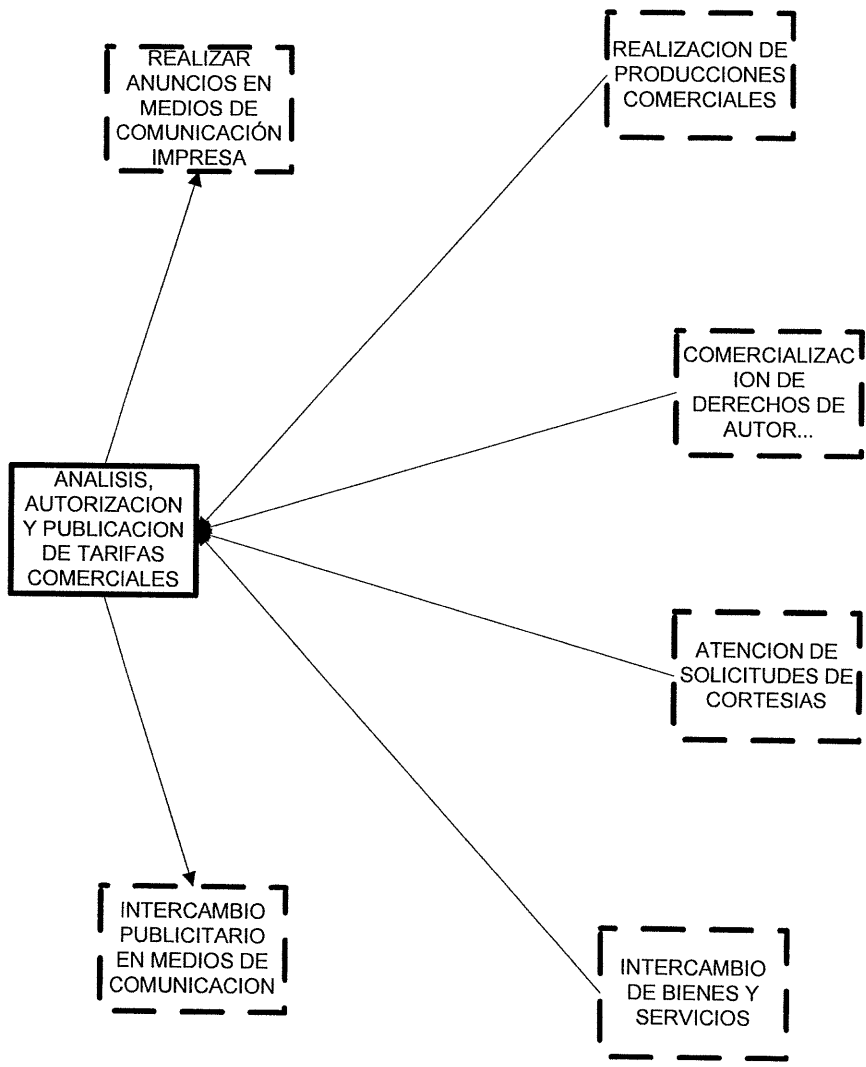 REALIZAR
ANUNCIOS EN
MEDIOS DE
COMUNICACIÓN
IMPRESA
REALIZACION DE
PRODUCCIONES
COMERCIALES
COMERCIALIZAC
ION DE
DERECHOS DE
AUTOR...
ANALISIS,
AUTORIZACION
Y PUBLICACION
DE TARIFAS
COMERCIALES
ATENCION DE
SOLICITUDES DE
CORTESIAS
INTERCAMBIO
PUBLICITARIO
EN MEDIOS DE
COMUNICACION
INTERCAMBIO
DE BIENES Y
SERVICIOS